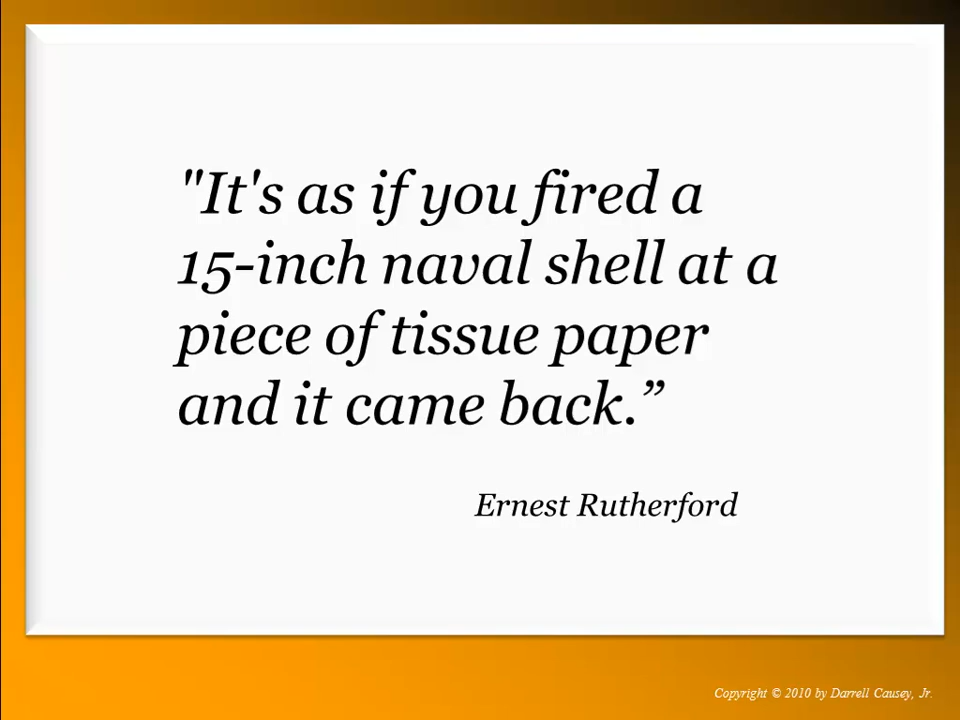 "It's as if you fired a
15-inch naval shell at a
piece of tissue paper
and it came back.”
Ernest Rutherford
Copyright © 2010 by Darrell Causey, Jr.